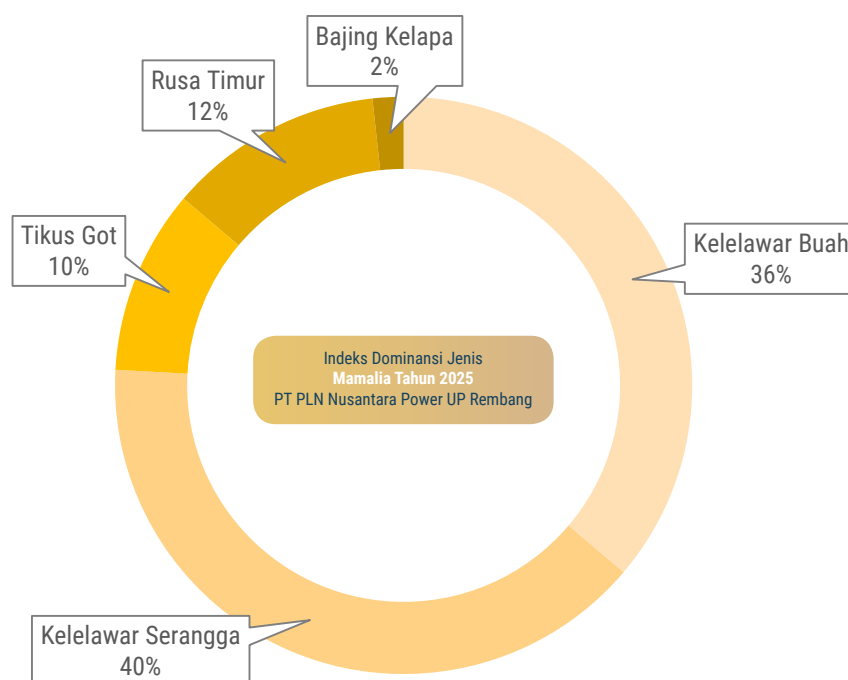 Bajing Kelapa
2%
Rusa Timur
12%
Tikus Got
10%
Kelelawar Buah
36%
Indeks Dominansi Jenis
Mamalia Tahun 2025
PT PLN Nusantara Power UP Rembang
Kelelawar Serangga
40%